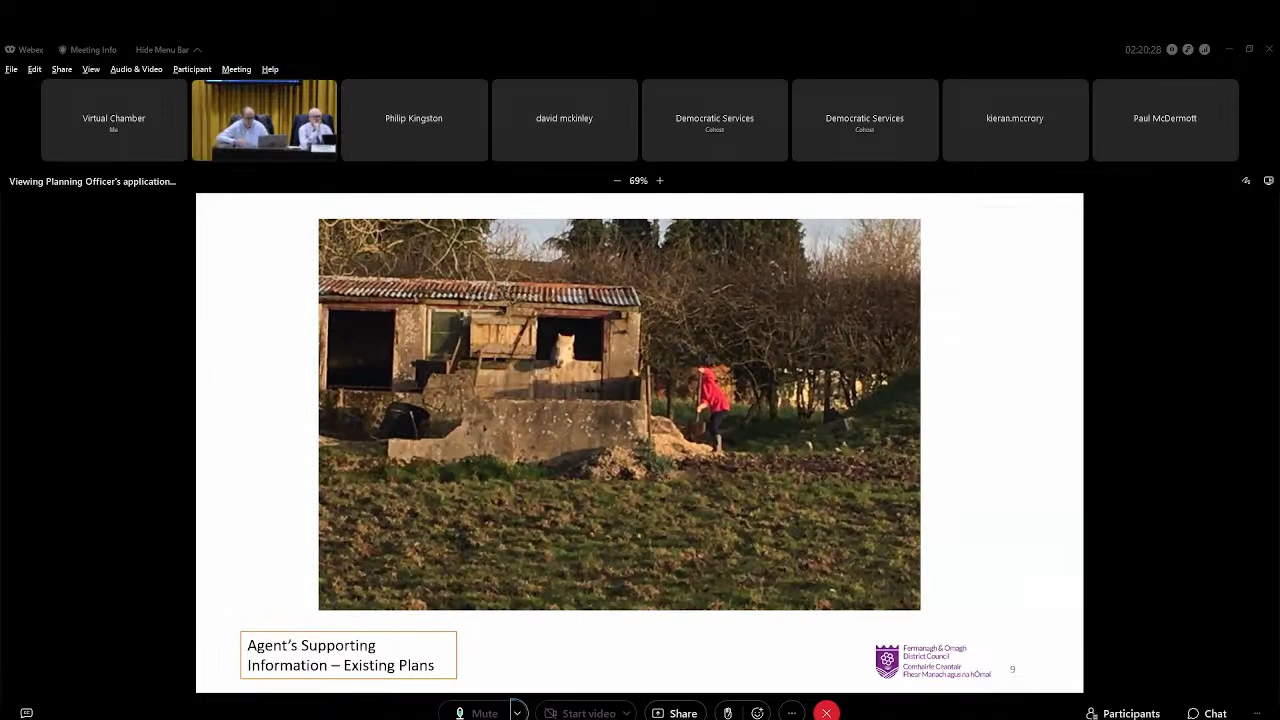 Webex Meeting Info Hide Menu Bar 02:20:28
File Edit Share View Audio & Video Participant Meeting Help
Virtual Chamber
Me
Philip Kingston
david mckinley
Democratic Services
Cohost
Democratic Services
Cohost
kieran.mccrory
Paul McDermott
Viewing Planning Officer's application...
69%
Agent's Supporting
Information – Existing Plans
Fermanagh & Omagh
District Council
Comhairle Ceantair
Fhear Manach agus na hÓmaí
9
Mute Start video Share Participants Chat